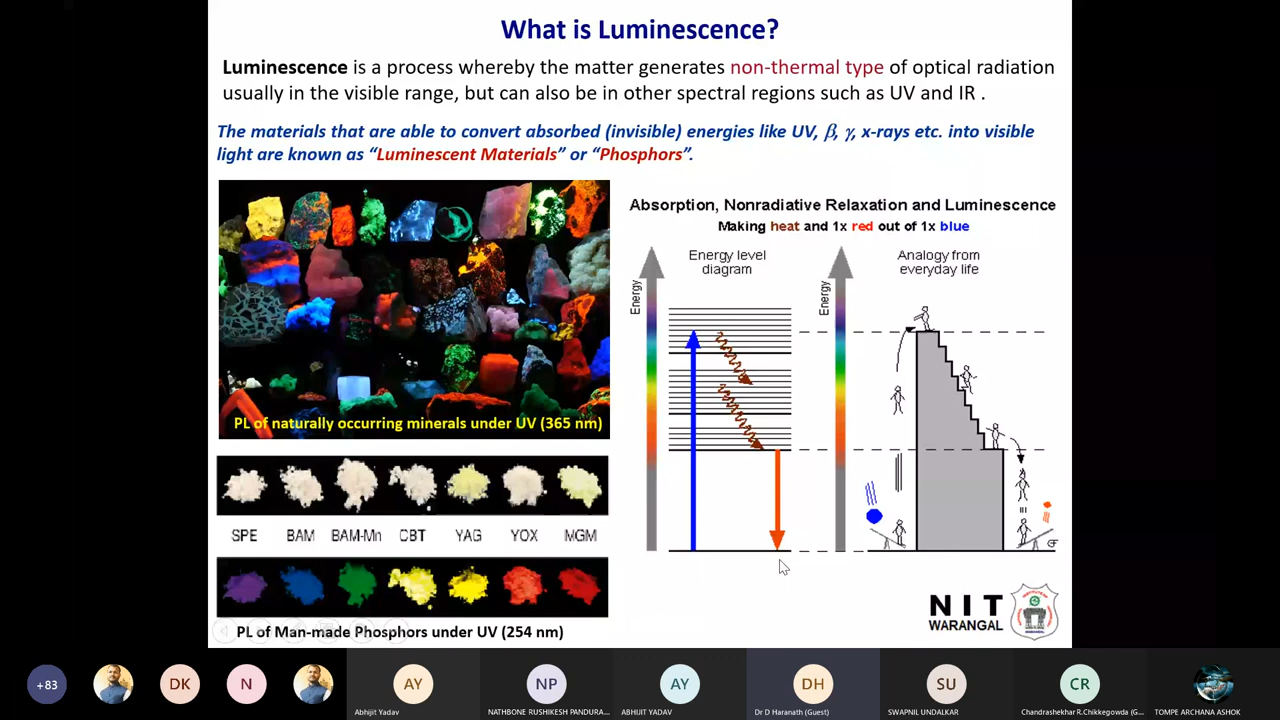 What is Luminescence?
Luminescence is a process whereby the matter generates non-thermal type of optical radiation
usually in the visible range, but can also be in other spectral regions such as UV and IR .
The materials that are able to convert absorbed (invisible) energies like UV, β, γ, x-rays etc. into visible
light are known as “Luminescent Materials” or “Phosphors”.
PL of naturally occurring minerals under UV (365 nm)
SPE BAM BAM-Mn CBT YAG YOX MGM
PL of Man-made Phosphors under UV (254 nm)
Absorption, Nonradiative Relaxation and Luminescence
Making heat and 1x red out of 1x blue
Energy level
diagram
Analogy from
everyday life
Energy
Energy
NIT
WARANGAL
+83
DK
N
AY
Abhijit Yadav
NP
NATHBONE RUSHIKESH PANDURA...
AY
ABHIJIT YADAV
DH
Dr D Haranath (Guest)
SU
SWAPNIL UNDALKAR
CR
Chandrashekhar R.Chikkegowda (G...
TOMPE ARCHANA ASHOK